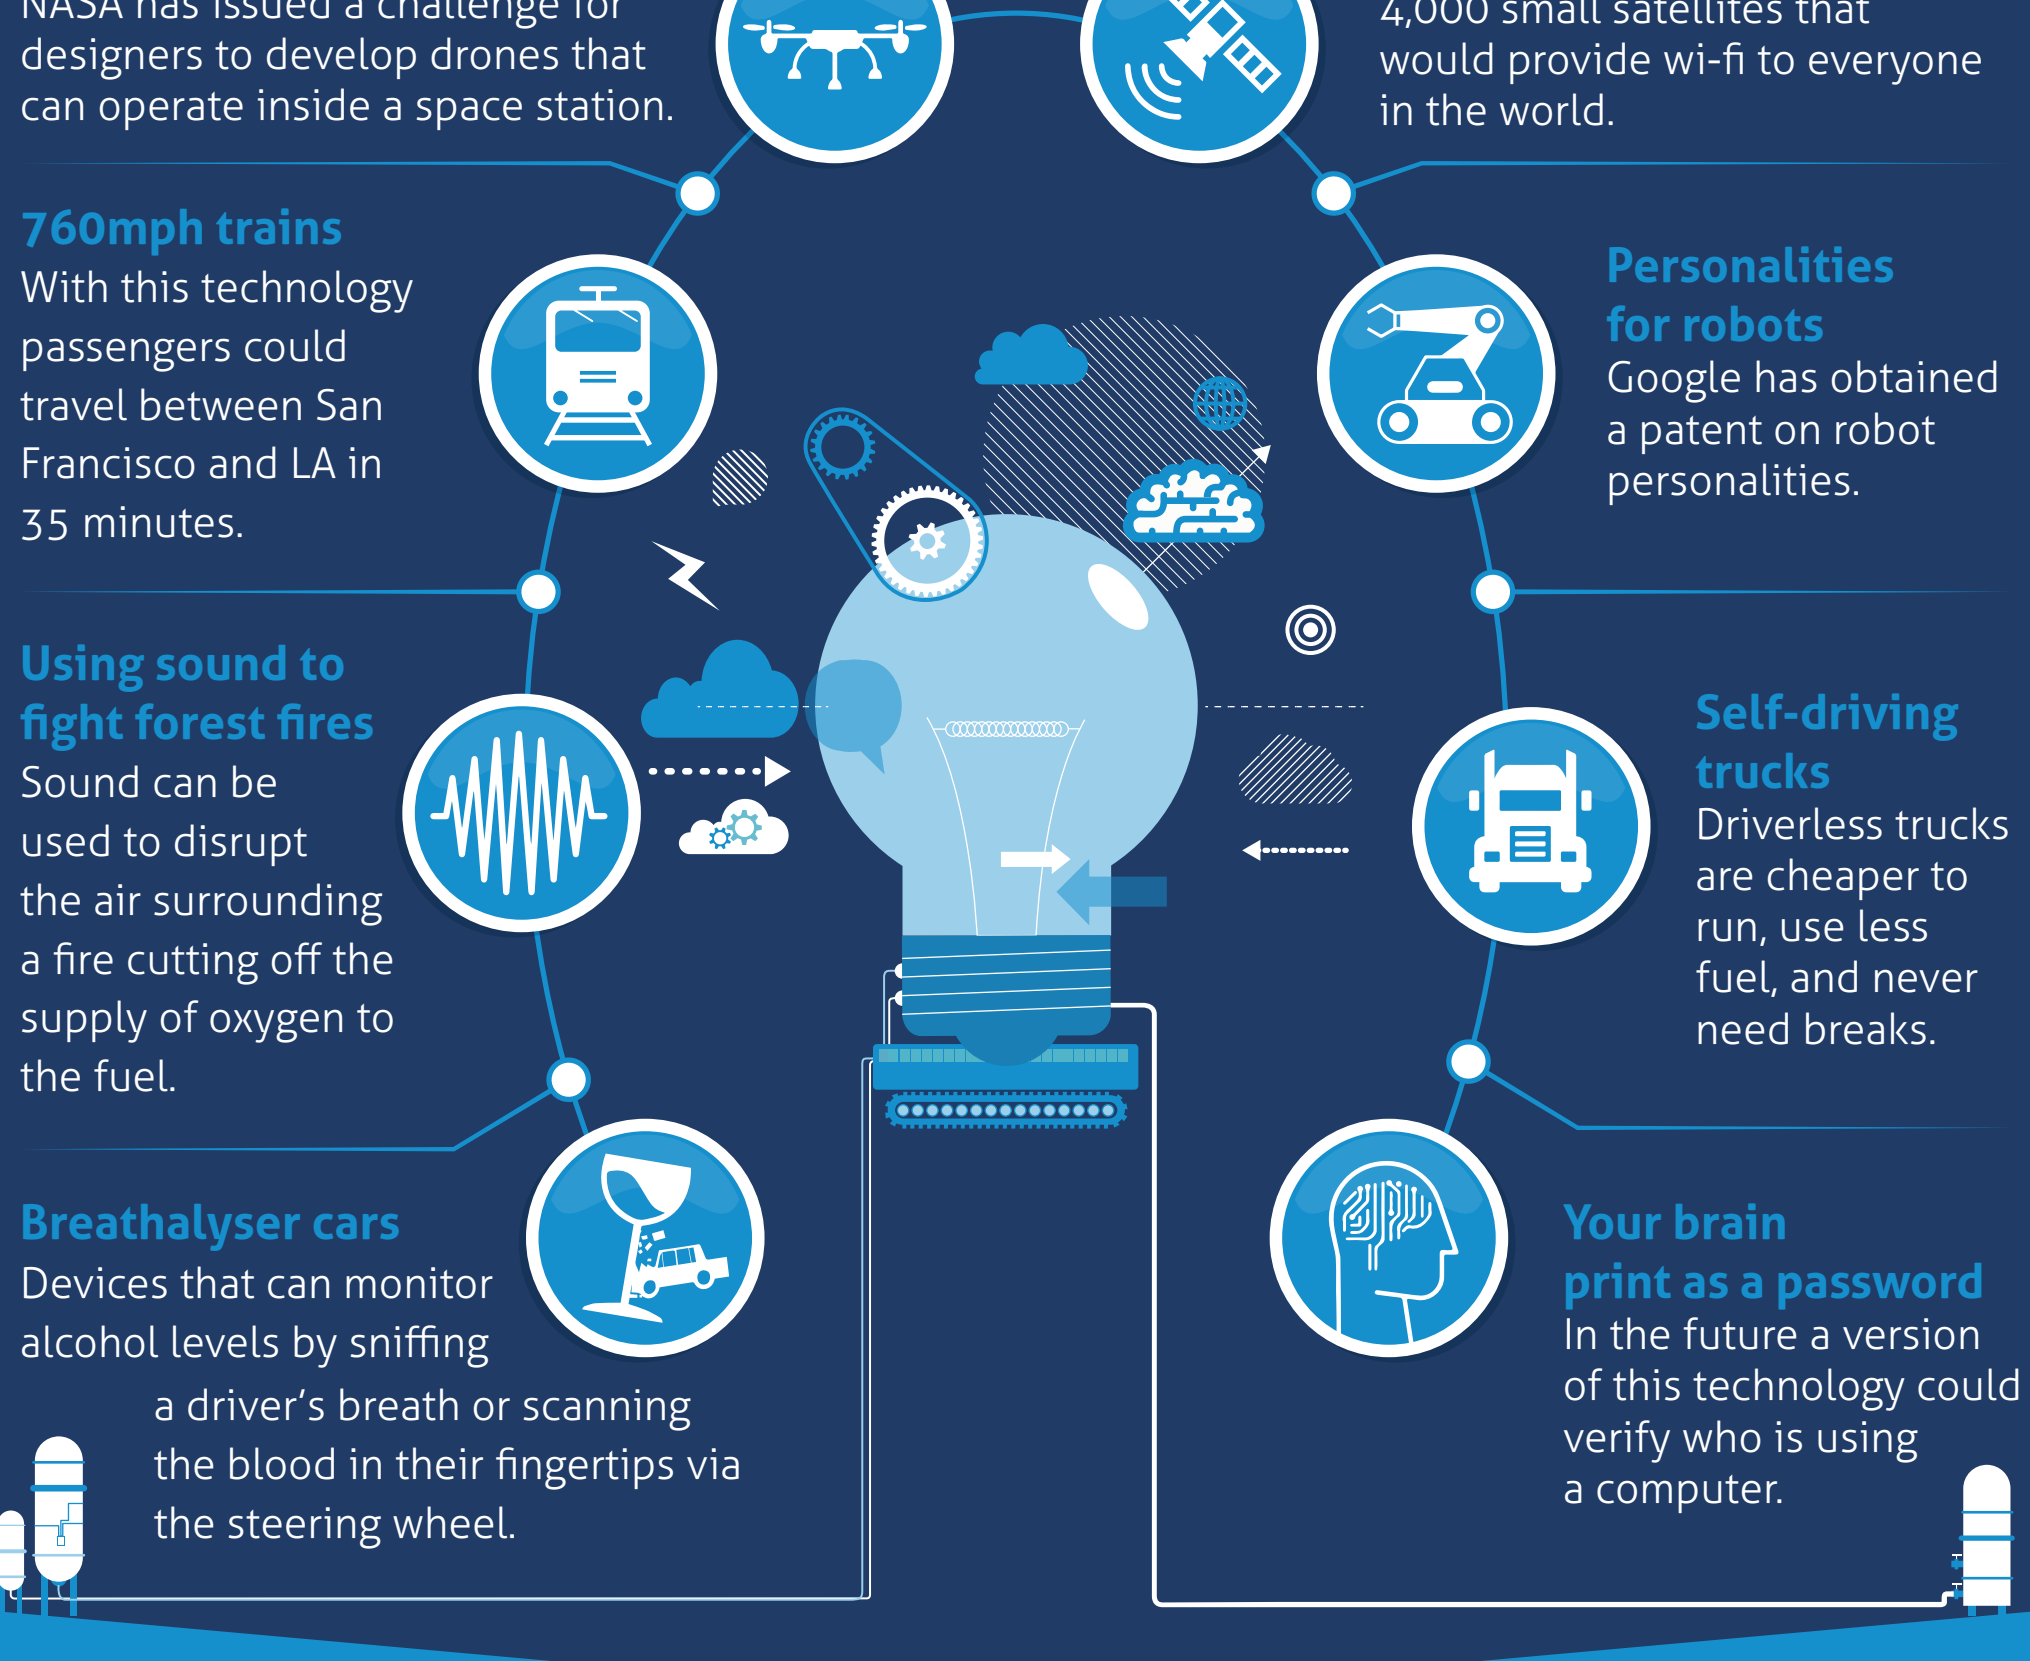 NASA has issued a challenge for
designers to develop drones that
can operate inside a space station.
4,000 small satellites that
would provide wi-fi to everyone
in the world.
760mph trains
With this technology
passengers could
travel between San
Francisco and LA in
35 minutes.
Personalities
for robots
Google has obtained
a patent on robot
personalities.
Using sound to
fight forest fires
Sound can be
used to disrupt
the air surrounding
a fire cutting off the
supply of oxygen to
the fuel.
Self-driving
trucks
Driverless trucks
are cheaper to
run, use less
fuel, and never
need breaks.
Breathalyser cars
Devices that can monitor
alcohol levels by sniffing
a driver's breath or scanning
the blood in their fingertips via
the steering wheel.
Your brain
print as a password
In the future a version
of this technology could
verify who is using
a computer.